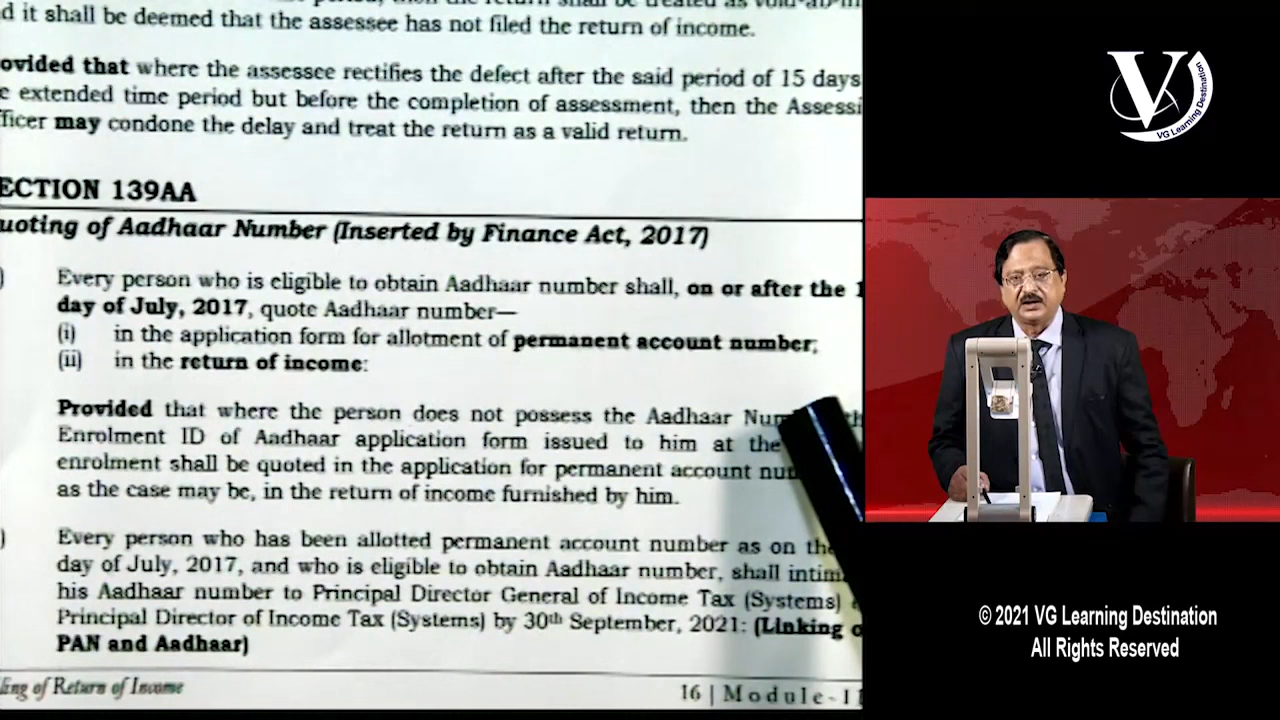 d it shall be deemed that the assessee has not filed the return of income.
ovided that where the assessee rectifies the defect after the said period of 15 days
e extended time period but before the completion of assessment, then the Assessi
fficer may condone the delay and treat the return as a valid return.
ECTION 139AA
uoting of Aadhaar Number (Inserted by Finance Act, 2017)
) Every person who is eligible to obtain Aadhaar number shall, on or after the 1
day of July, 2017, quote Aadhaar number—
(i) in the application form for allotment of permanent account number;
(ii) in the return of income:
Provided that where the person does not possess the Aadhaar Num
Enrolment ID of Aadhaar application form issued to him at the
enrolment shall be quoted in the application for permanent account nu
as the case may be, in the return of income furnished by him.
) Every person who has been allotted permanent account number as on th
day of July, 2017, and who is eligible to obtain Aadhaar number, shall intim
his Aadhaar number to Principal Director General of Income Tax (Systems)
Principal Director of Income Tax (Systems) by 30th September, 2021: (Linking o
PAN and Aadhaar)
ling of Return of Income
16 | Module-11
V
VG Learning Destination
© 2021 VG Learning Destination
All Rights Reserved